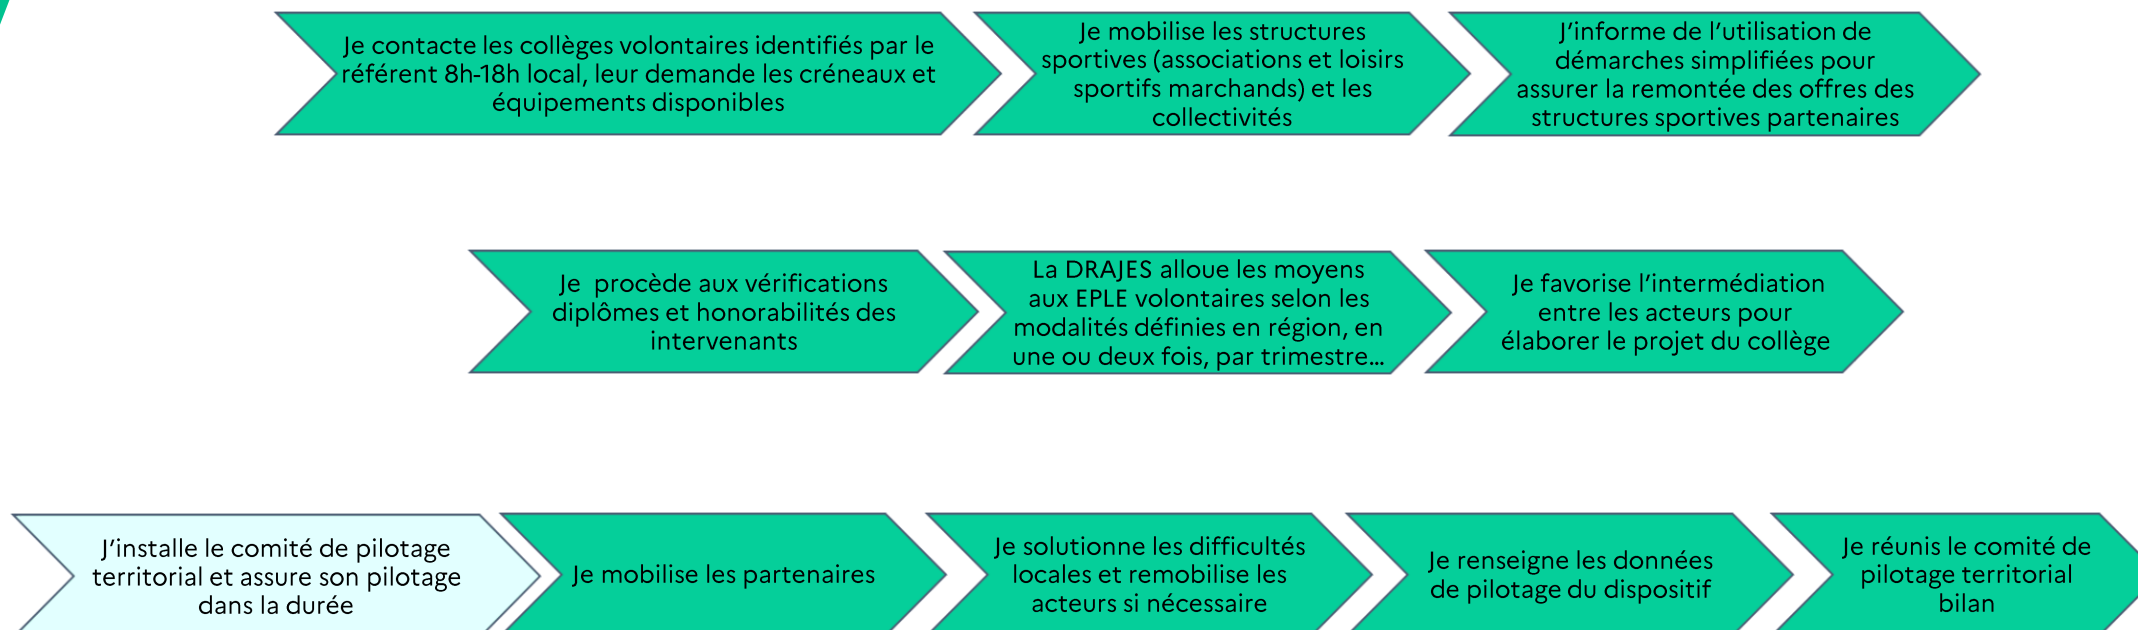 Je contacte les collèges volontaires identifiés par le
référent 8h-18h local, leur demande les créneaux et
équipements disponibles
Je mobilise les structures
sportives (associations et loisirs
sportifs marchands) et les
collectivités
J'informe de l'utilisation de
démarches simplifiées pour
assurer la remontée des offres des
structures sportives partenaires
Je  procède aux vérifications
diplômes et honorabilités des
intervenants
La DRAJES alloue les moyens
aux EPLE volontaires selon les
modalités définies en région, en
une ou deux fois, par trimestre…
Je favorise l'intermédiation
entre les acteurs pour
élaborer le projet du collège
J'installe le comité de pilotage
territorial et assure son pilotage
dans la durée
Je mobilise les partenaires
Je solutionne les difficultés
locales et remobilise les
acteurs si nécessaire
Je renseigne les données
de pilotage du dispositif
Je réunis le comité de
pilotage territorial
bilan